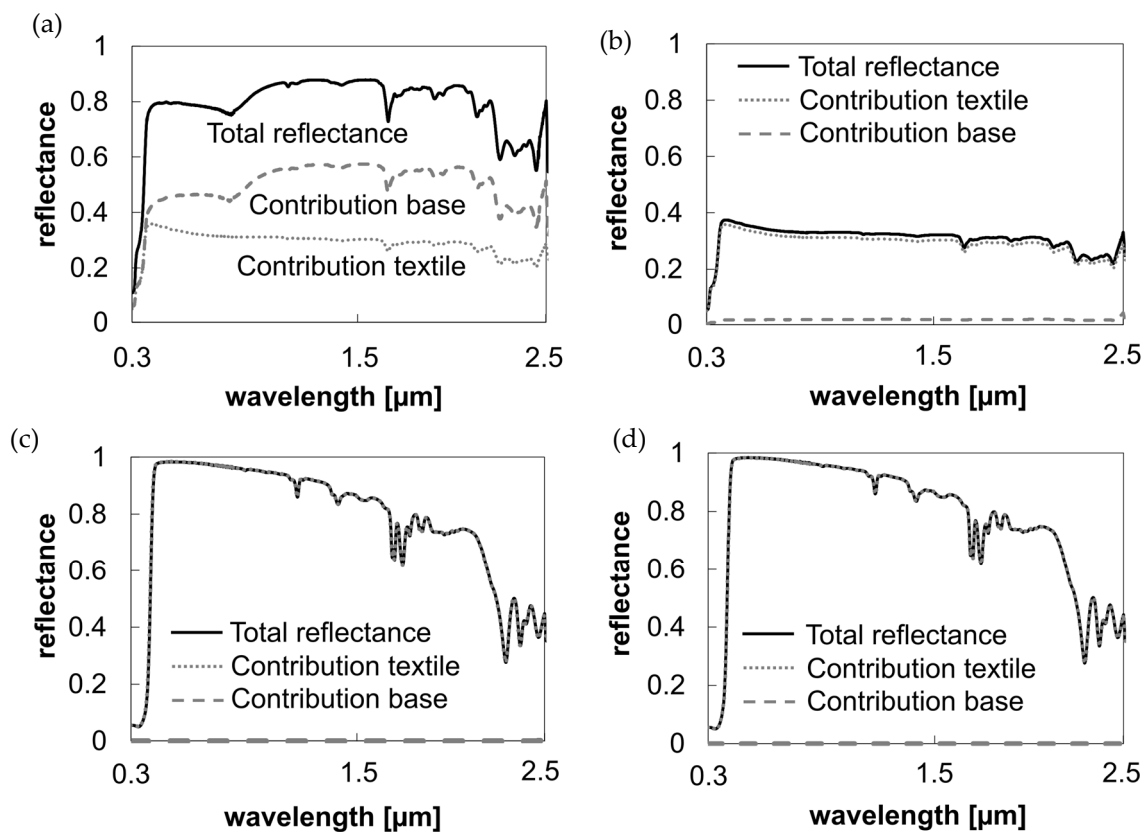 (a)
1
0.8
0.6
0.4
0.2
0
reflectance
Total reflectance
Contribution base
Contribution textile
0.3
1.5
2.5
wavelength [µm]
(b)
1
0.8
0.6
0.4
0.2
0
reflectance
Total reflectance
Contribution textile
Contribution base
0.3
1.5
2.5
wavelength [µm]
(c)
1
0.8
0.6
0.4
0.2
0
reflectance
Total reflectance
Contribution textile
Contribution base
0.3
1.5
2.5
wavelength [µm]
(d)
1
0.8
0.6
0.4
0.2
0
reflectance
Total reflectance
Contribution textile
Contribution base
0.3
1.5
2.5
wavelength [µm]